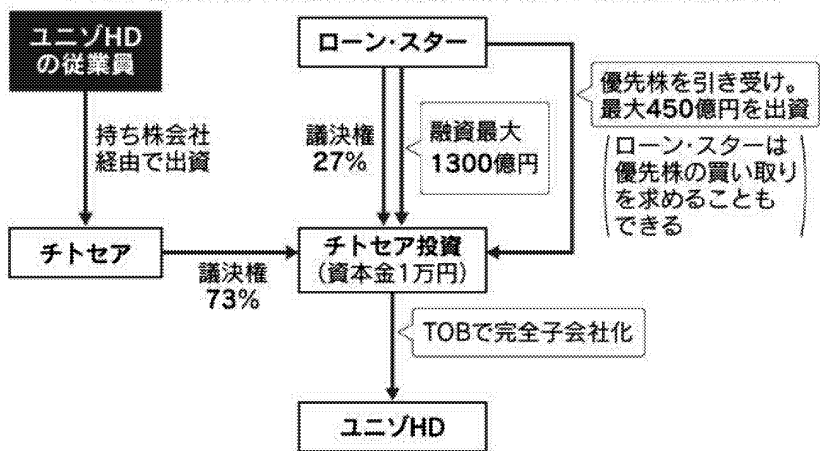 ユニゾHD
の従業員
ローン・スター
優先株を引き受け。
最大450億円を出資
(ローン・スターは
優先株の買い取り
を求めることも
できる)
持ち株会社
経由で出資
議決権
27%
融資最大
1300億円
チトセア
議決権
73%
チトセア投資
(資本金1万円)
TOBで完全子会社化
ユニゾHD